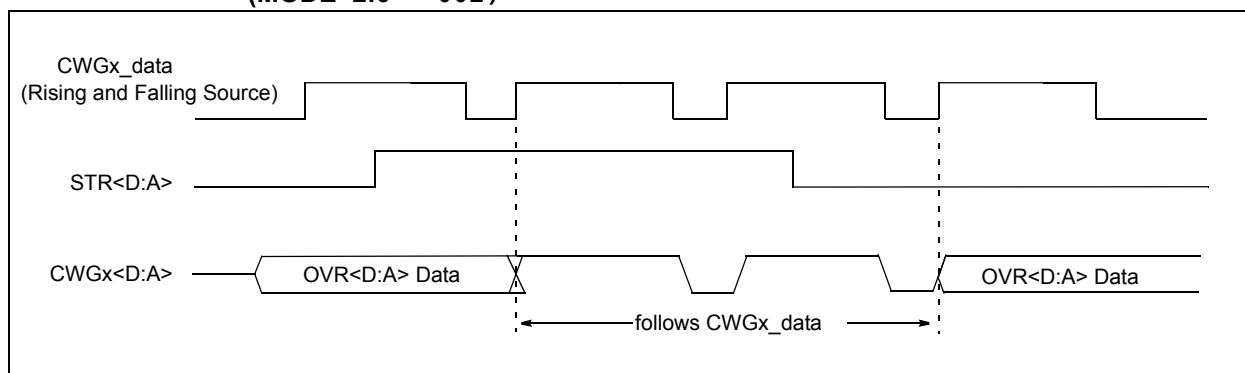 CWGx_data
(Rising and Falling Source)
STR<D:A>
CWGx<D:A>
OVR<D:A> Data
OVR<D:A> Data
follows CWGx_data